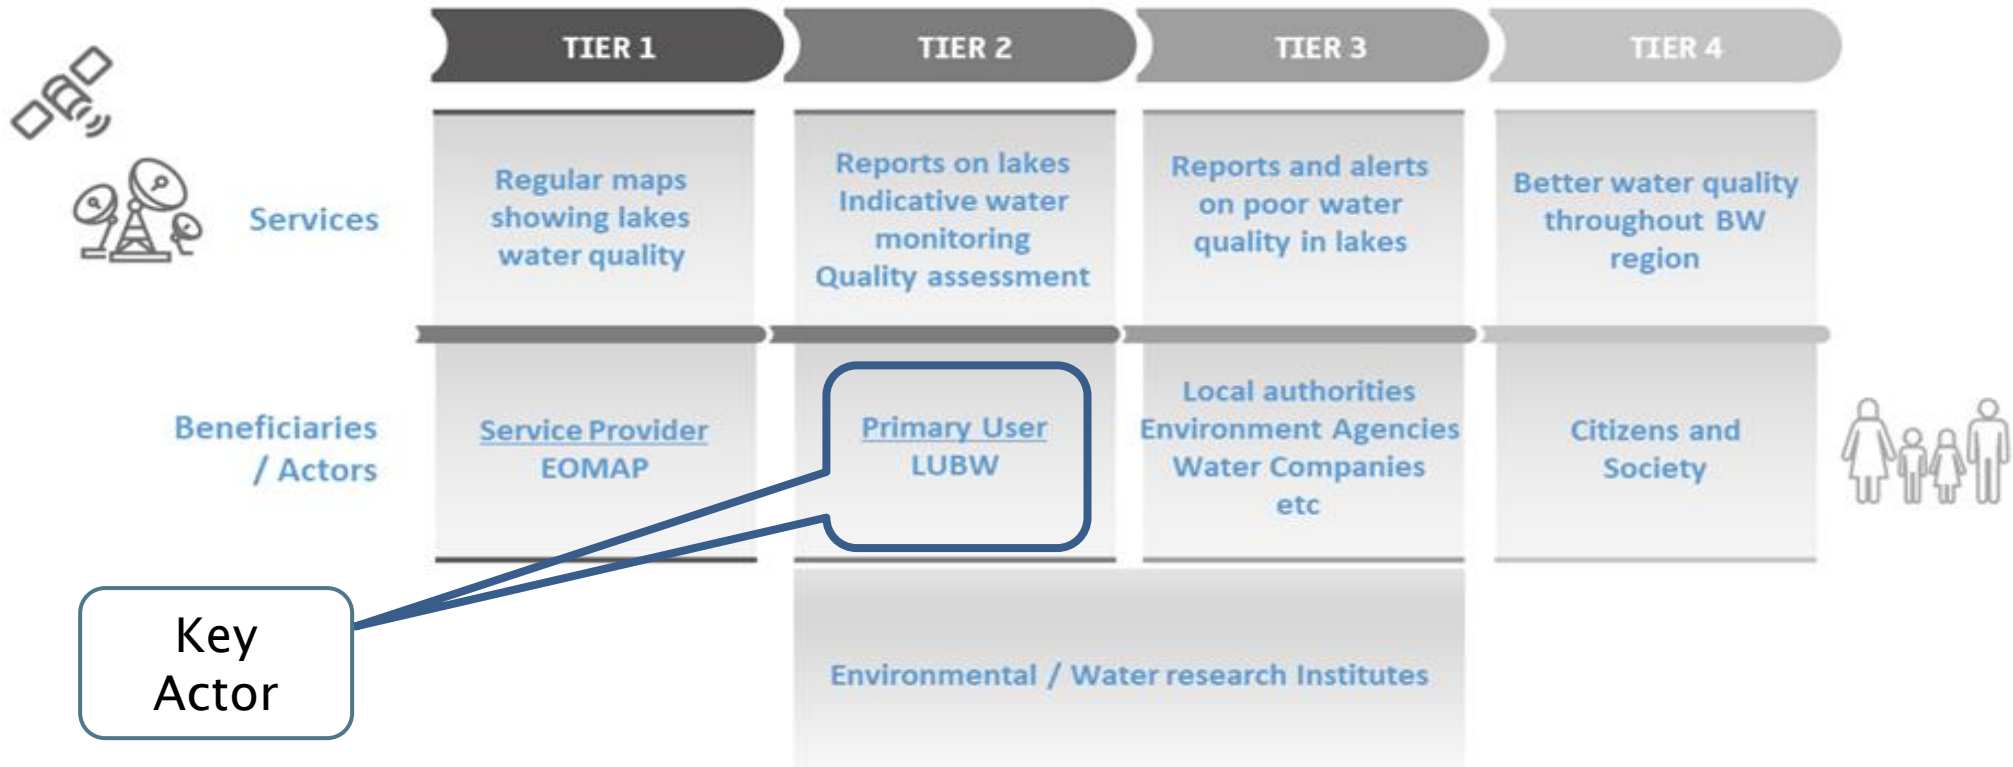 TIER 1
TIER 2
TIER 3
TIER 4
Services
Regular maps
showing lakes
water quality
Reports on lakes
Indicative water
monitoring
Quality assessment
Reports and alerts
on poor water
quality in lakes
Better water quality
throughout BW
region
Beneficiaries
/ Actors
Service Provider
EOMAP
Primary User
LUBW
Local authorities
Environment Agencies
Water Companies
etc
Citizens and
Society
Key
Actor
Environmental / Water research Institutes